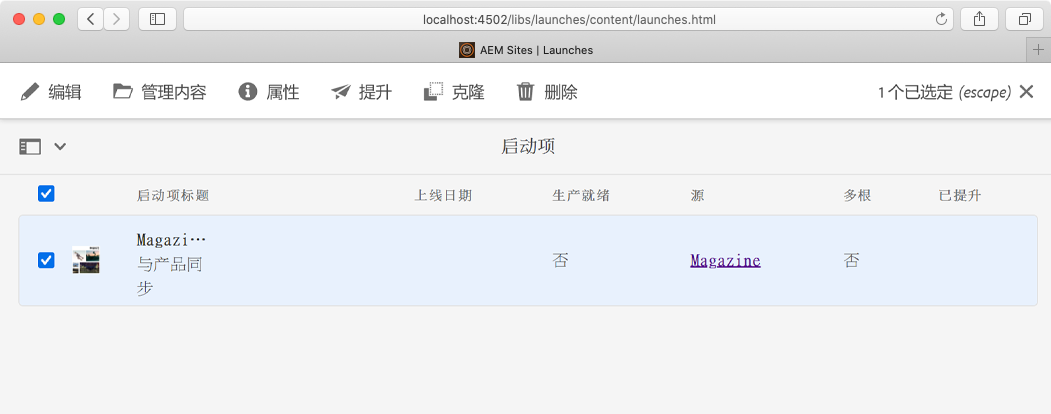 localhost:4502/libs/launches/content/launches.html
AEM Sites | Launches
编辑 管理内容 属性 提升 克隆 删除 1 个已选定 (escape)
启动项
启动项标题 上线日期 生产就绪 源 多根 已提升
Magazi...
与产品同
步
否 Magazine 否